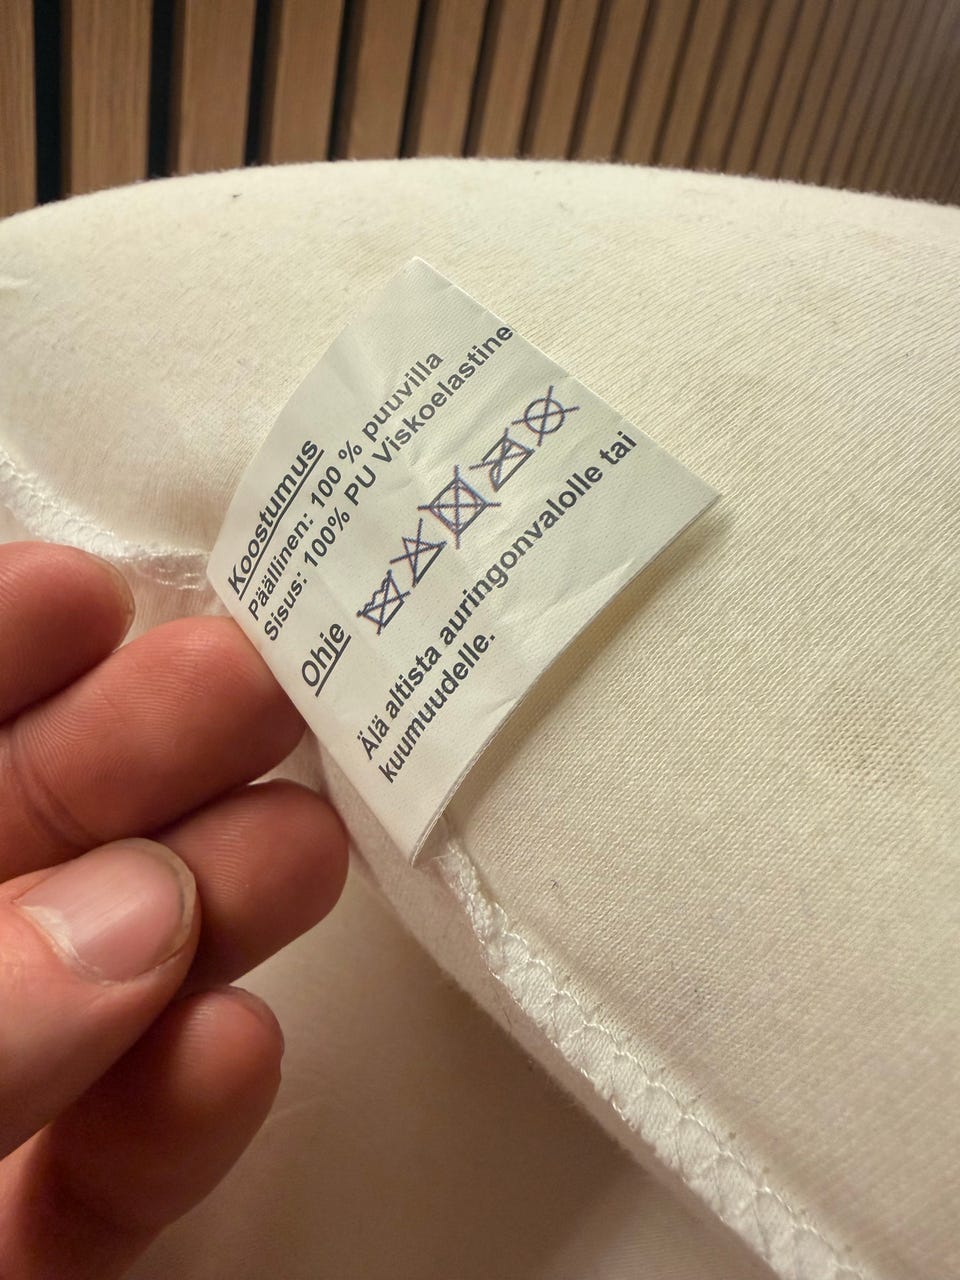 Koostumus
Päällinen: 100 % puuvilla
Sisus: 100% PU Viskoelastine
Ohje
Älä altista auringonvalolle tai
kuumuudelle.